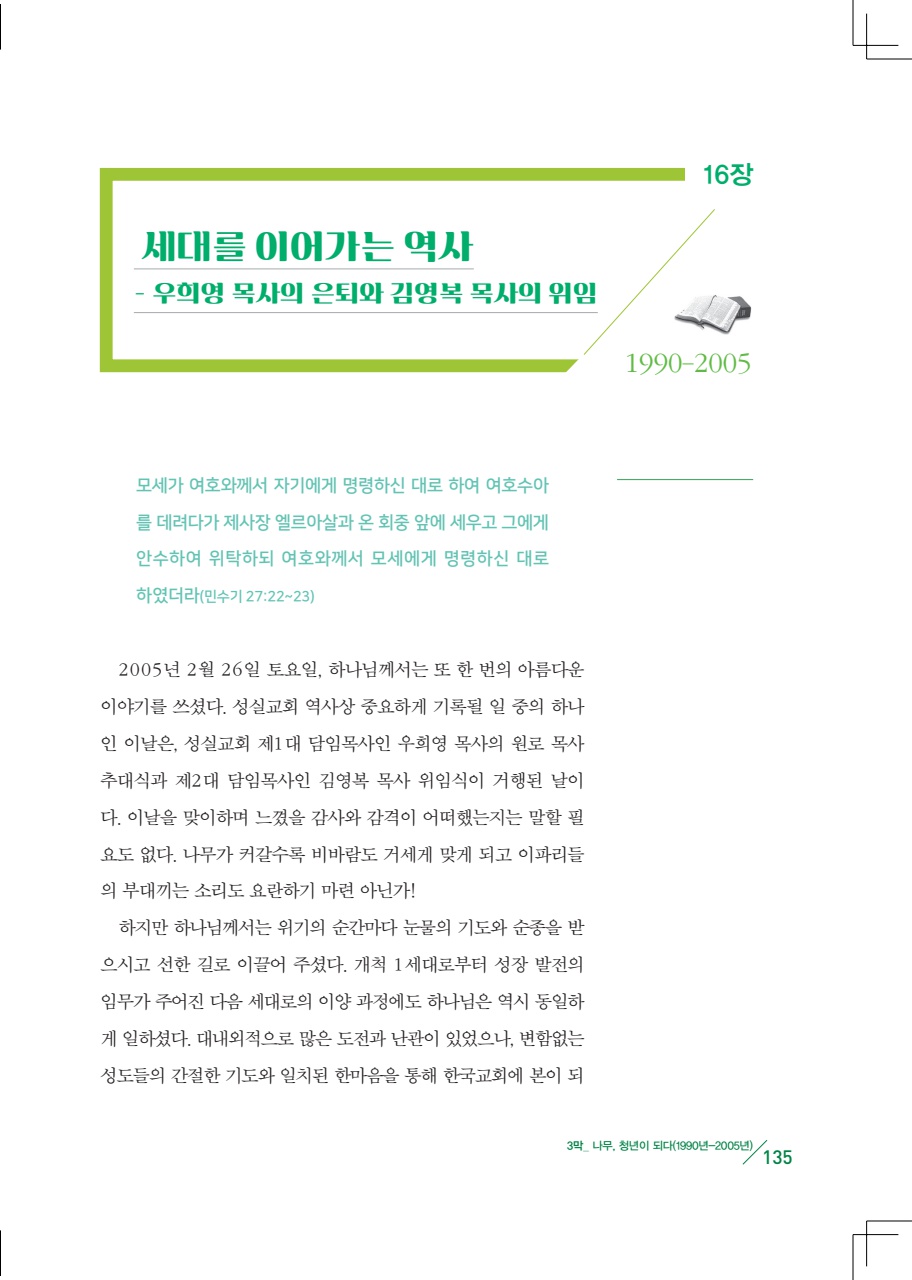 16장
세대를 이어가는 역사
- 우희영 목사의 은퇴와 김영복 목사의 위임
1990-2005
모세가 여호와께서 자기에게 명령하신 대로 하여 여호수아
를 데려다가 제사장 엘르아살과 온 회중 앞에 세우고 그에게
안수하여 위탁하되 여호와께서 모세에게 명령하신 대로
하였더라(민수기 27:22~23)
2005년 2월 26일 토요일, 하나님께서는 또 한 번의 아름다운
이야기를 쓰셨다. 성실교회 역사상 중요하게 기록될 일 중의 하나
인 이날은, 성실교회 제1대 담임목사인 우희영 목사의 원로 목사
추대식과 제2대 담임목사인 김영복 목사 위임식이 거행된 날이
다. 이날을 맞이하며 느꼈을 감사와 감격이 어떠했는지는 말할 필
요도 없다. 나무가 커갈수록 비바람도 거세게 맞게 되고 이파리들
의 부대끼는 소리도 요란하기 마련 아닌가!
하지만 하나님께서는 위기의 순간마다 눈물의 기도와 순종을 받
으시고 선한 길로 이끌어 주셨다. 개척 1세대로부터 성장 발전의
임무가 주어진 다음 세대로의 이양 과정에도 하나님은 역시 동일하
게 일하셨다. 대내외적으로 많은 도전과 난관이 있었으나, 변함없는
성도들의 간절한 기도와 일치된 한마음을 통해 한국교회에 본이 되
3막_ 나무, 청년이 되다(1990년-2005년)
135